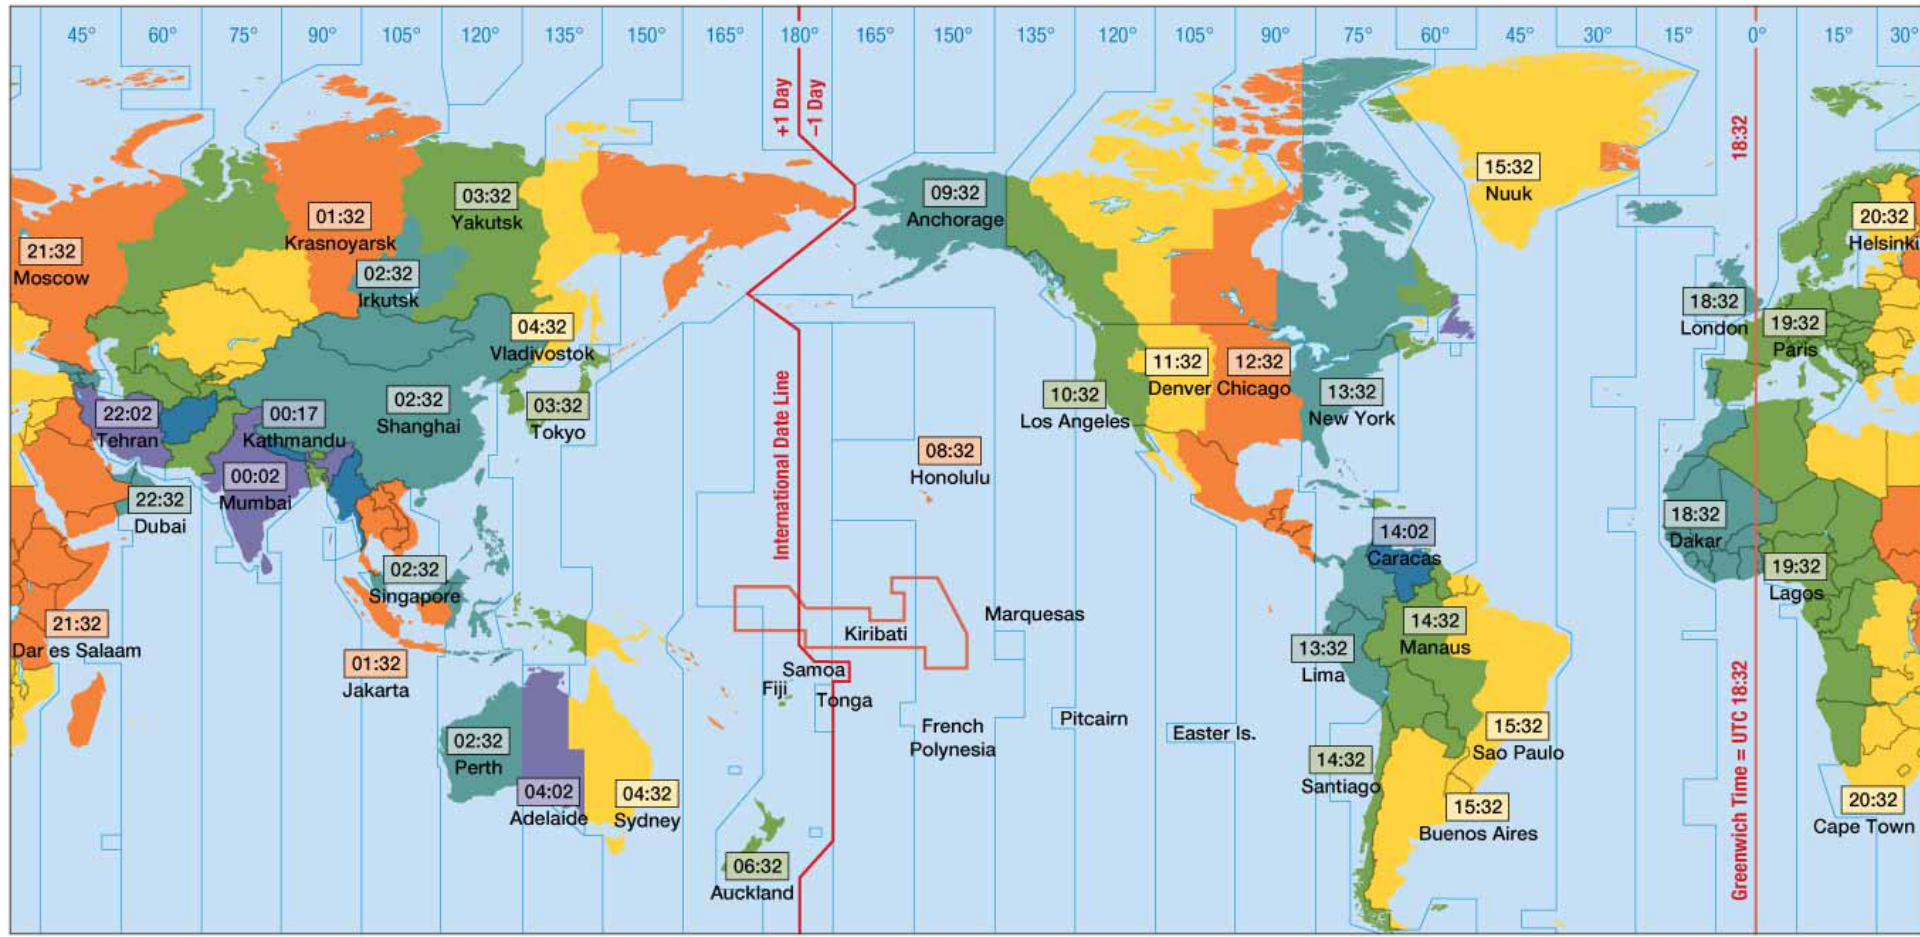 45° 60° 75° 90° 105° 120° 135° 150° 165° 180° 165° 150° 135° 120° 105° 90° 75° 60° 45° 30° 15° 0° 15° 30°
+1 Day
−1 Day
18:32
International Date Line
Greenwich Time = UTC 18:32
21:32
Moscow
01:32
Krasnoyarsk
02:32
Irkutsk
03:32
Yakutsk
04:32
Vladivostok
03:32
Tokyo
22:02
Tehran
00:17
Kathmandu
02:32
Shanghai
00:02
Mumbai
22:32
Dubai
02:32
Singapore
21:32
Dar es Salaam
01:32
Jakarta
02:32
Perth
04:02
Adelaide
04:32
Sydney
06:32
Auckland
09:32
Anchorage
08:32
Honolulu
Marquesas
Kiribati
Samoa
Fiji
Tonga
French
Polynesia
Pitcairn
Easter Is.
10:32
Los Angeles
11:32
Denver
12:32
Chicago
13:32
New York
15:32
Nuuk
14:02
Caracas
14:32
Manaus
13:32
Lima
14:32
Santiago
15:32
Sao Paulo
15:32
Buenos Aires
18:32
London
19:32
Paris
20:32
Helsinki
18:32
Dakar
19:32
Lagos
20:32
Cape Town